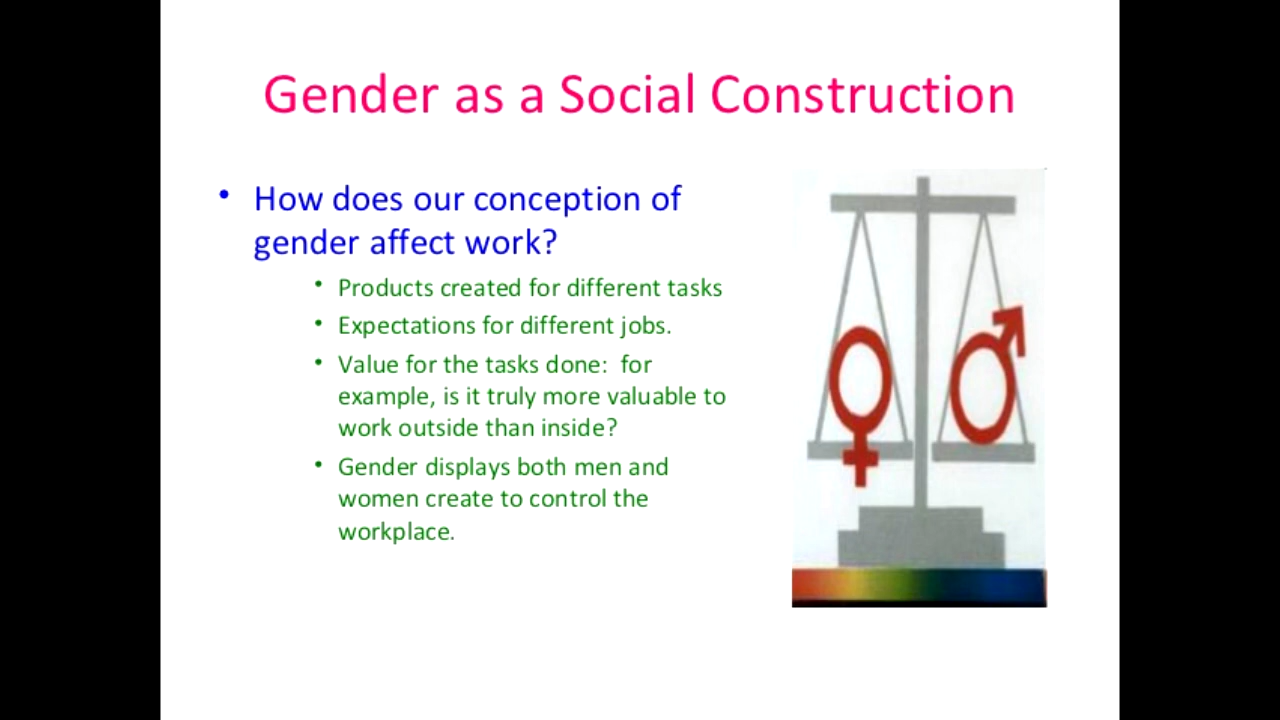 Gender as a Social Construction
• How does our conception of
gender affect work?
• Products created for different tasks
• Expectations for different jobs.
• Value for the tasks done:  for
example, is it truly more valuable to
work outside than inside?
• Gender displays both men and
women create to control the
workplace.